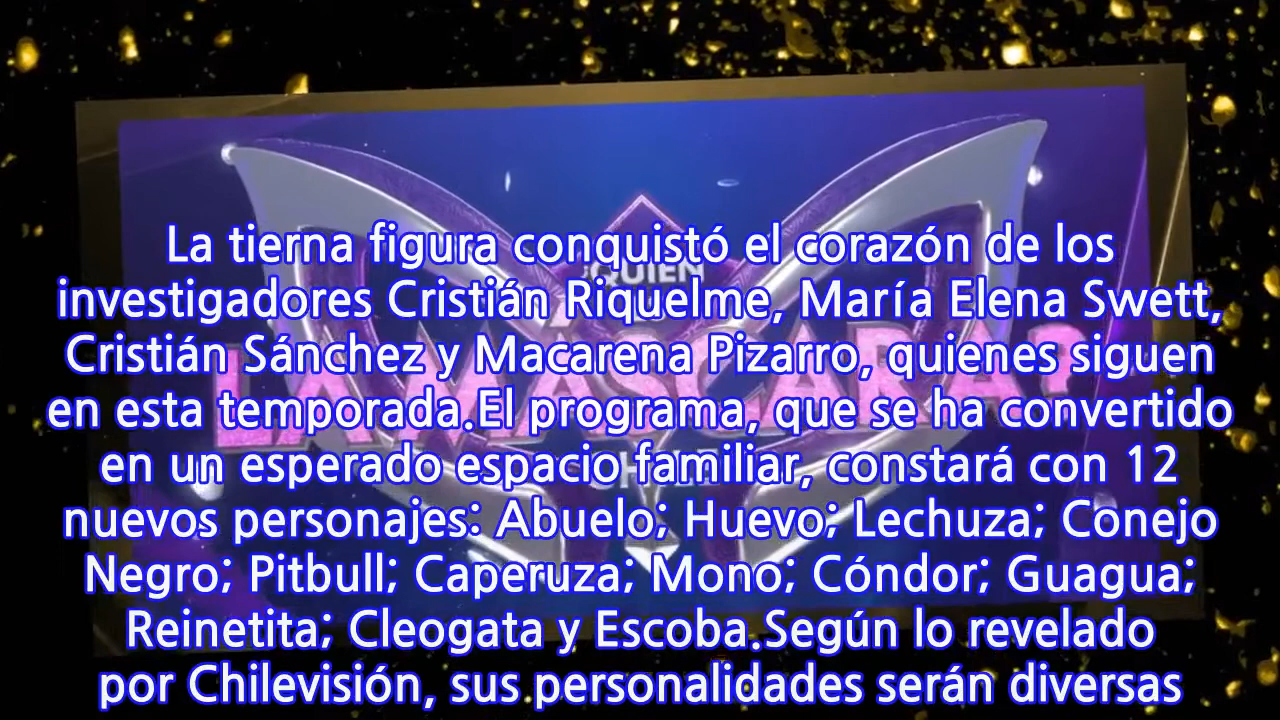 La tierna figura conquistó el corazón de los
investigadores Cristián Riquelme, María Elena Swett,
Cristián Sánchez y Macarena Pizarro, quienes siguen
en esta temporada.El programa, que se ha convertido
en un esperado espacio familiar, constará con 12
nuevos personajes: Abuelo; Huevo; Lechuza; Conejo
Negro; Pitbull; Caperuza; Mono; Cóndor; Guagua;
Reinetita; Cleogata y Escoba.Según lo revelado
por Chilevisión, sus personalidades serán diversas
¿QUIÉN
LA MÁSCARA?